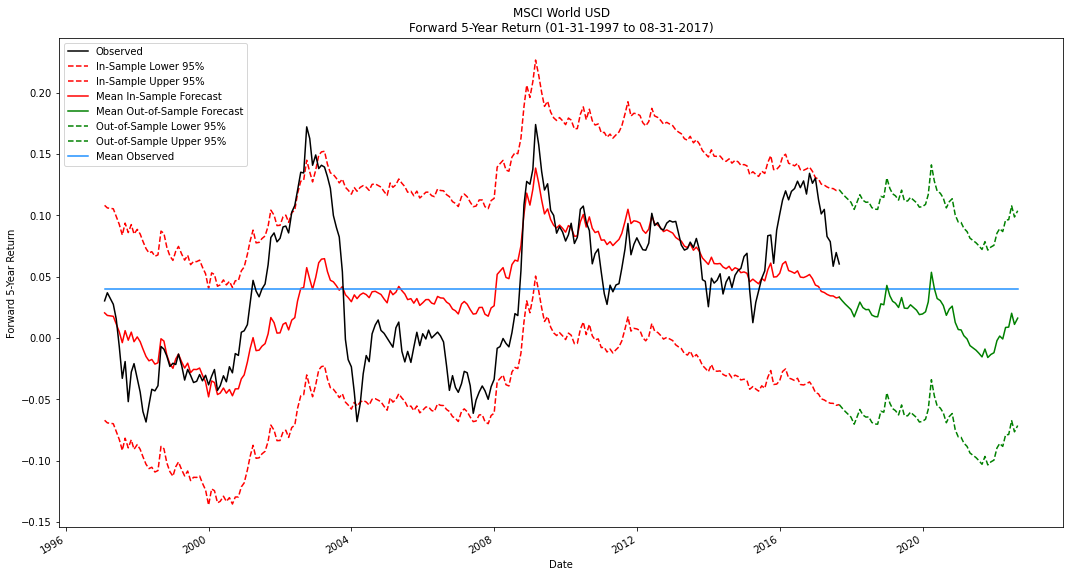 MSCI World USD
Forward 5-Year Return (01-31-1997 to 08-31-2017)
Observed
In-Sample Lower 95%
In-Sample Upper 95%
Mean In-Sample Forecast
Mean Out-of-Sample Forecast
Out-of-Sample Lower 95%
Out-of-Sample Upper 95%
Mean Observed
Forward 5-Year Return
0.20
0.15
0.10
0.05
0.00
−0.05
−0.10
−0.15
1996
2000
2004
2008
2012
2016
2020
Date